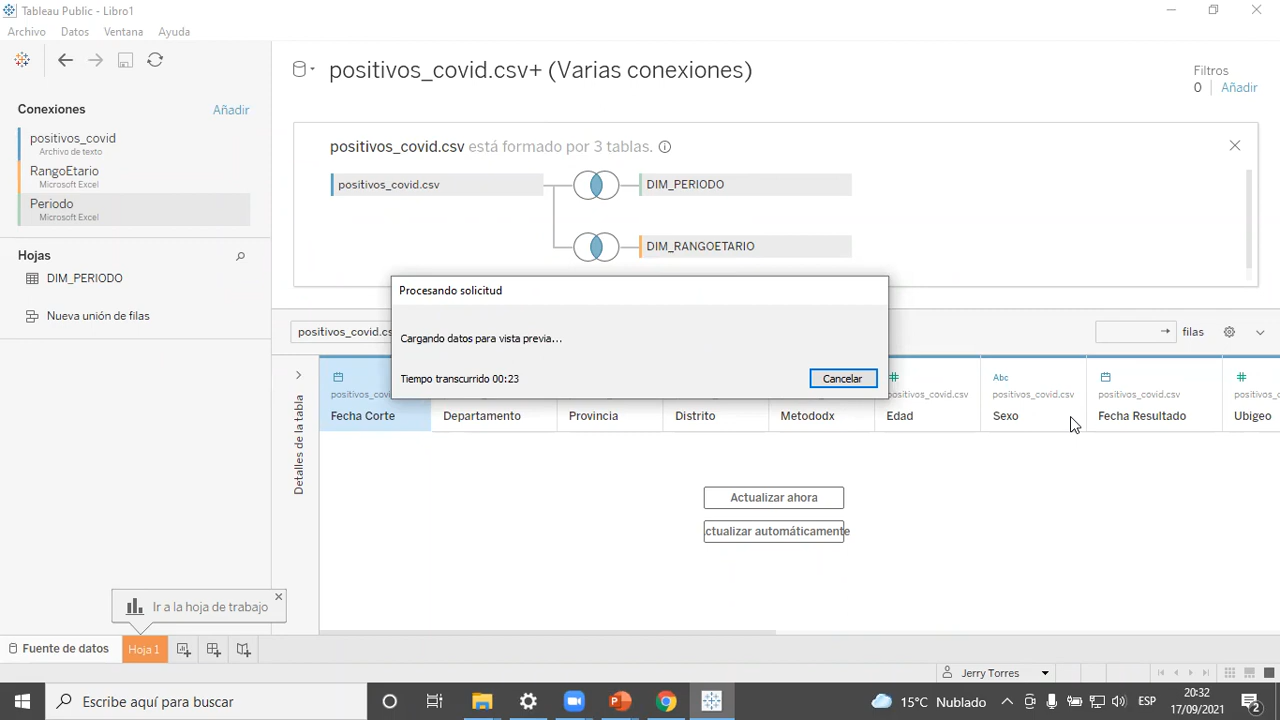 Tableau Public - Libro1
Archivo Datos Ventana Ayuda
positivos_covid.csv+ (Varias conexiones)
Filtros
0 Añadir
Conexiones Añadir
positivos_covid
Archivo de texto
RangoEtario
Microsoft Excel
Periodo
Microsoft Excel
positivos_covid.csv está formado por 3 tablas.
positivos_covid.csv DIM_PERIODO
DIM_RANGOETARIO
Hojas
DIM_PERIODO
Nueva unión de filas
Procesando solicitud
Cargando datos para vista previa...
Tiempo transcurrido 00:23 Cancelar
positivos_covid.cs filas
Abc
positivos_co positivos_covid.csv positivos_covid.csv positivos_covid.csv positivos_covid.c
Fecha Corte Departamento Provincia Distrito Metododx Edad Sexo Fecha Resultado Ubigeo
Detalles de la tabla
Actualizar ahora
ctualizar automáticamente
Ir a la hoja de trabajo
Fuente de datos Hoja 1
Jerry Torres
Escribe aquí para buscar
15°C Nublado
ESP
20:32
17/09/2021
2